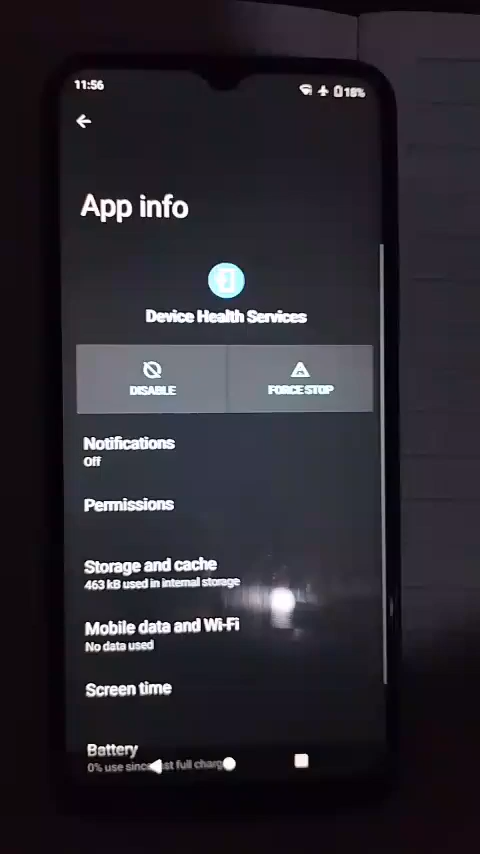 11:56
18%
App info
Device Health Services
DISABLE
FORCE STOP
Notifications
Off
Permissions
Storage and cache
463 kB used in internal storage
Mobile data and Wi-Fi
No data used
Screen time
Battery
0% use since last full charge